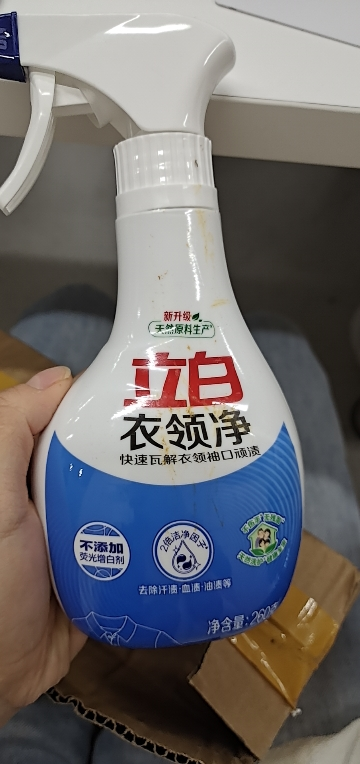 新升级
天然原料生产
立白
衣领净
快速瓦解衣领袖口顽渍
不添加
荧光增白剂
2倍洁净因子
去除汗渍·血渍·油渍等
净含量:260